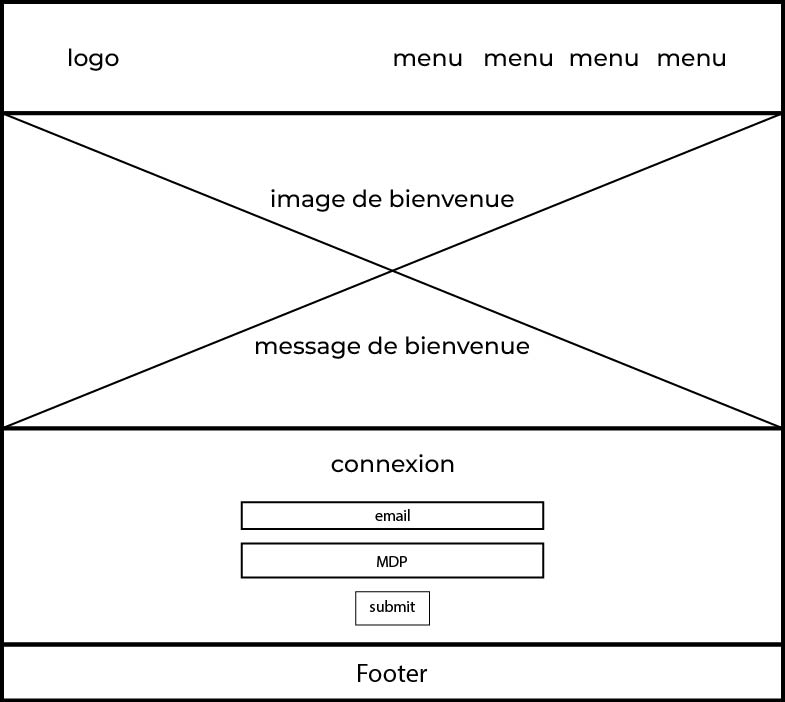 logo menu menu menu menu
image de bienvenue
message de bienvenue
connexion
email
MDP
submit
Footer